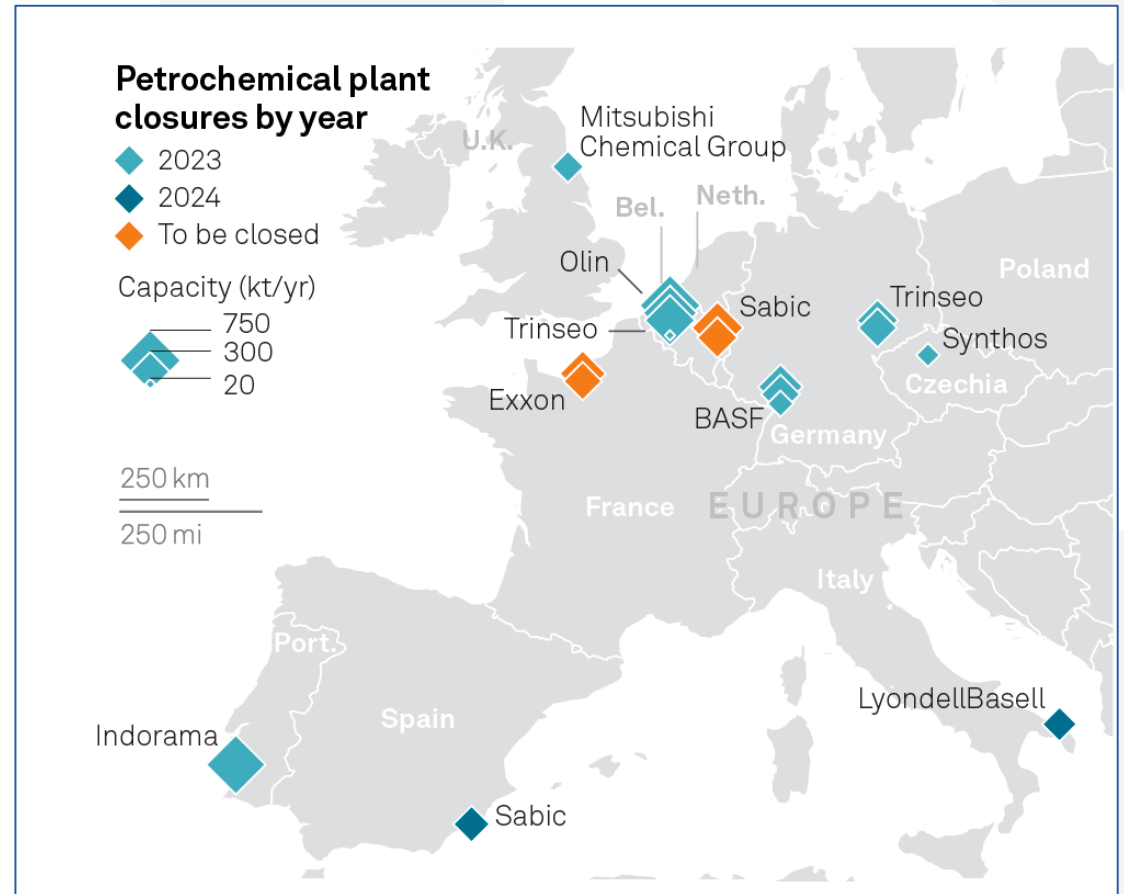 Petrochemical plant
closures by year
2023
2024
To be closed
Capacity (kt/yr)
750
300
20
250 km
250 mi
U.K.
Mitsubishi
Chemical Group
Bel.
Neth.
Olin
Poland
Trinseo
Sabic
Trinseo
Synthos
Exxon
Czechia
BASF
Germany
France
EUROPE
Italy
Port.
Spain
LyondellBasell
Indorama
Sabic